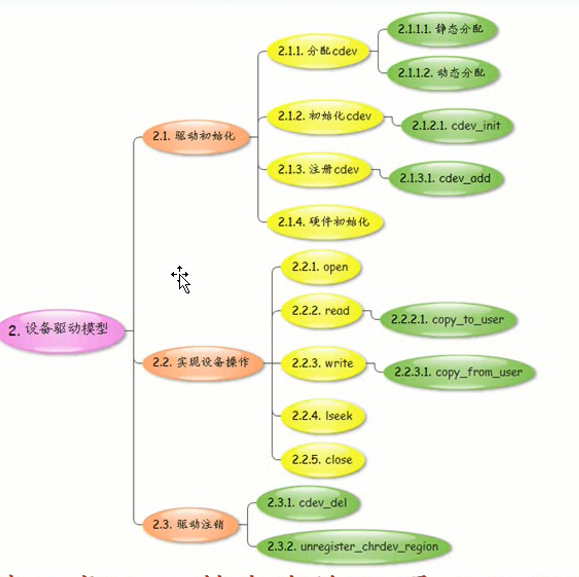 2. 设备驱动模型
2.1. 驱动初始化
2.1.1. 分配cdev
2.1.1.1. 静态分配
2.1.1.2. 动态分配
2.1.2. 初始化cdev
2.1.2.1. cdev_init
2.1.3. 注册cdev
2.1.3.1. cdev_add
2.1.4. 硬件初始化
2.2. 实现设备操作
2.2.1. open
2.2.2. read
2.2.2.1. copy_to_user
2.2.3. write
2.2.3.1. copy_from_user
2.2.4. lseek
2.2.5. close
2.3. 驱动注销
2.3.1. cdev_del
2.3.2. unregister_chrdev_region